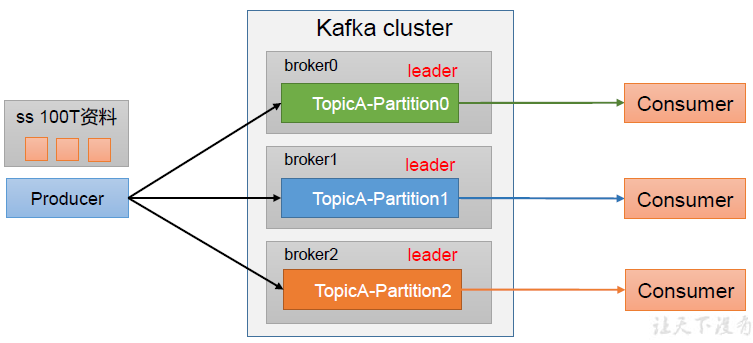 Kafka cluster
broker0
leader
TopicA-Partition0
Consumer
ss 100T资料
Producer
broker1
leader
TopicA-Partition1
Consumer
broker2
leader
TopicA-Partition2
Consumer
让天下没有